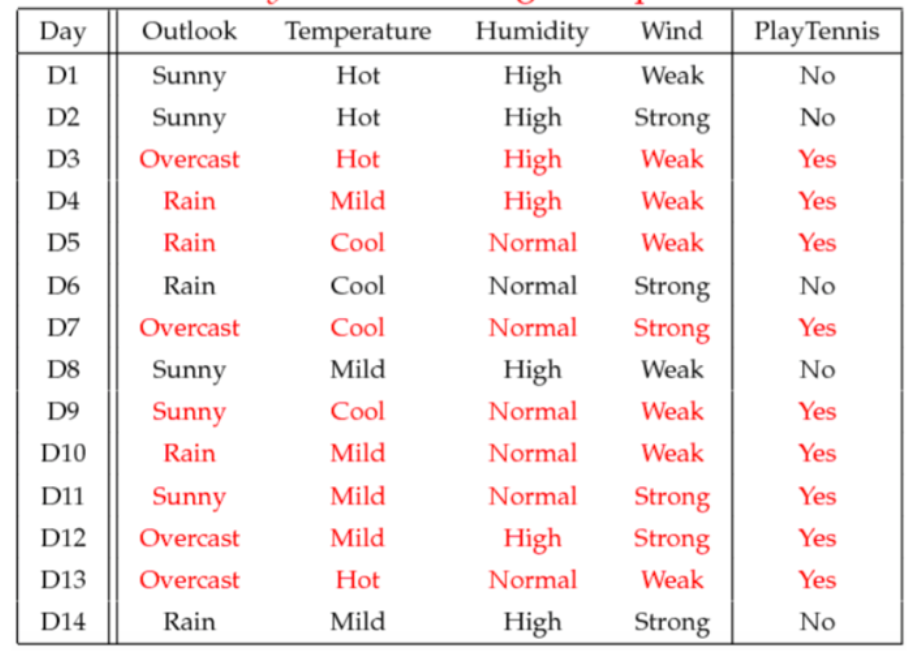 Day Outlook Temperature Humidity Wind PlayTennis
D1 Sunny Hot High Weak No
D2 Sunny Hot High Strong No
D3 Overcast Hot High Weak Yes
D4 Rain Mild High Weak Yes
D5 Rain Cool Normal Weak Yes
D6 Rain Cool Normal Strong No
D7 Overcast Cool Normal Strong Yes
D8 Sunny Mild High Weak No
D9 Sunny Cool Normal Weak Yes
D10 Rain Mild Normal Weak Yes
D11 Sunny Mild Normal Strong Yes
D12 Overcast Mild High Strong Yes
D13 Overcast Hot Normal Weak Yes
D14 Rain Mild High Strong No